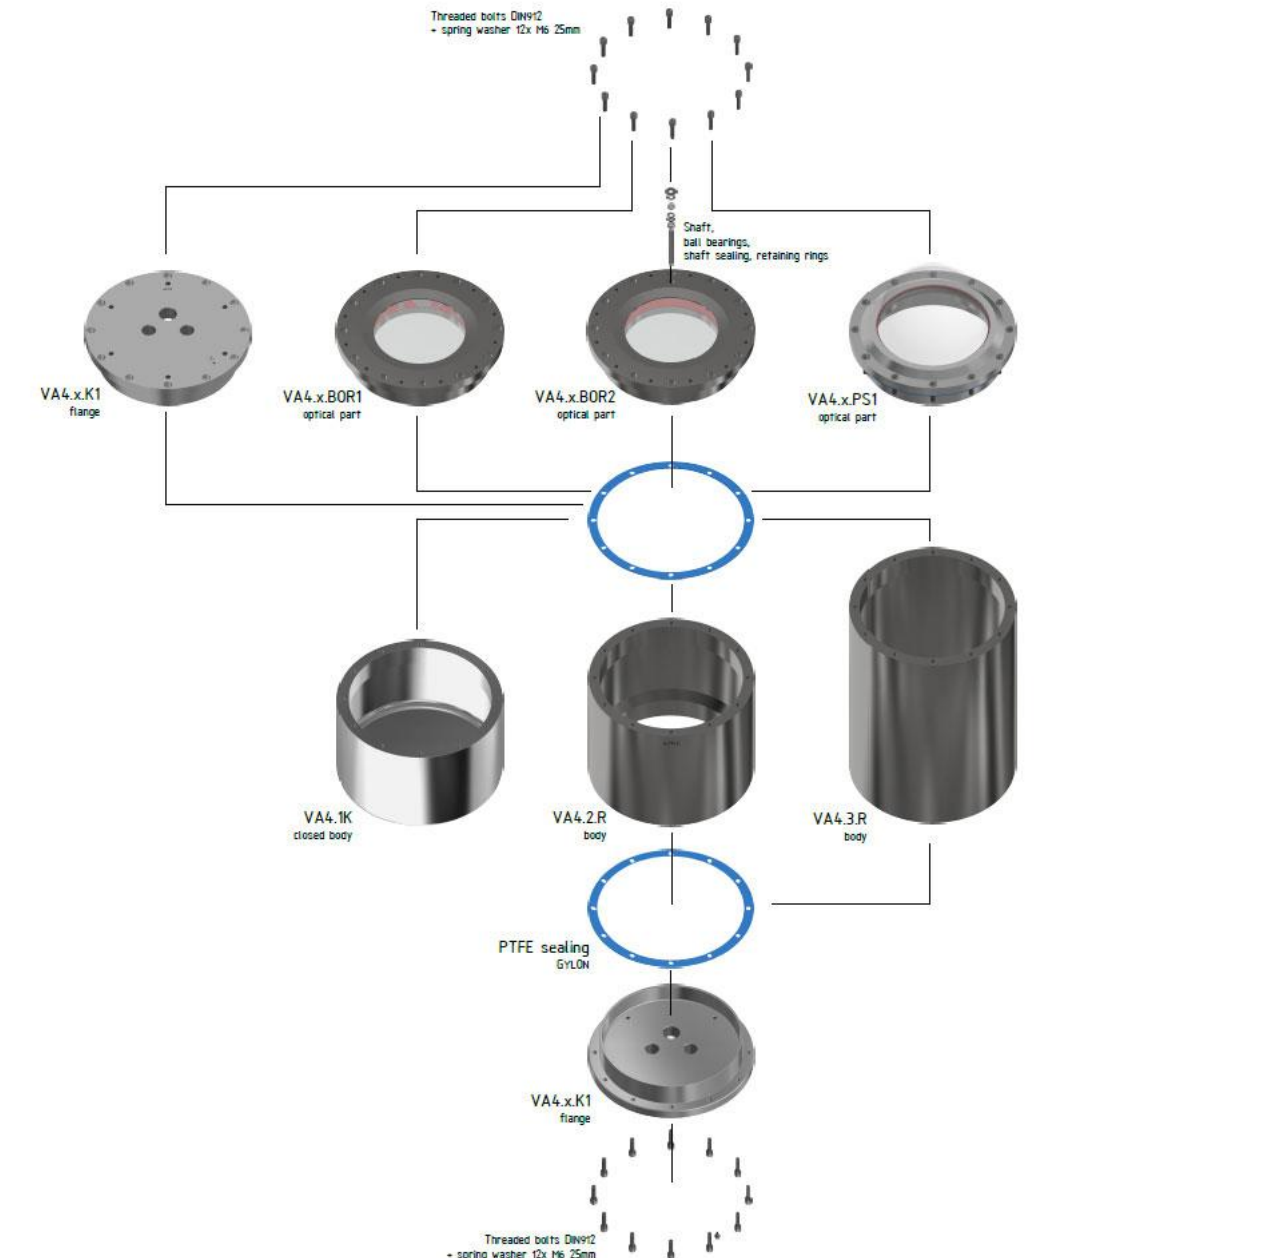 Threaded bolts DIN912
+ spring washer 12x M6 25mm
Shaft,
ball bearings,
shaft sealing, retaining rings
VA4.x.K1
flange
VA4.x.BOR1
optical part
VA4.x.BOR2
optical part
VA4.x.PS1
optical part
VA4.1K
closed body
VA4.2.R
body
VA4.3.R
body
PTFE sealing
GYLON
VA4.x.K1
flange
Threaded bolts DIN912
+ spring washer 12x M6 25mm